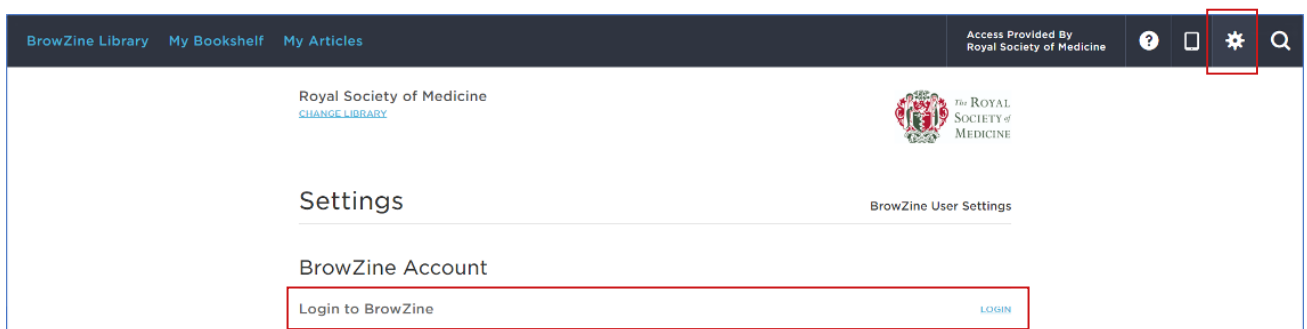 BrowZine Library My Bookshelf My Articles
Access Provided By
Royal Society of Medicine
?
Royal Society of Medicine
CHANGE LIBRARY
The ROYAL
SOCIETY of
MEDICINE
Settings
BrowZine User Settings
BrowZine Account
Login to BrowZine LOGIN